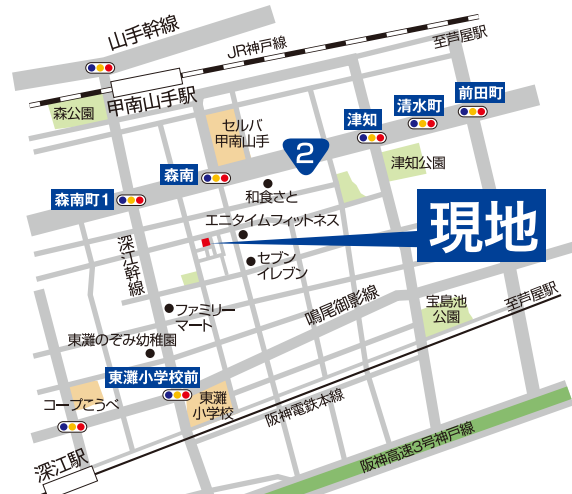 山手幹線
JR神戸線
至芦屋駅
甲南山手駅
森公園
セルバ
甲南山手
2
津知
清水町
前田町
森南
和食さと
津知公園
森南町1
エニタイムフィットネス
現地
深江幹線
セブン
イレブン
ファミリー
マート
鳴尾御影線
宝島池
公園
至芦屋駅
東灘のぞみ幼稚園
東灘小学校前
コープこうべ
東灘
小学校
阪神電鉄本線
深江駅
阪神高速3号神戸線